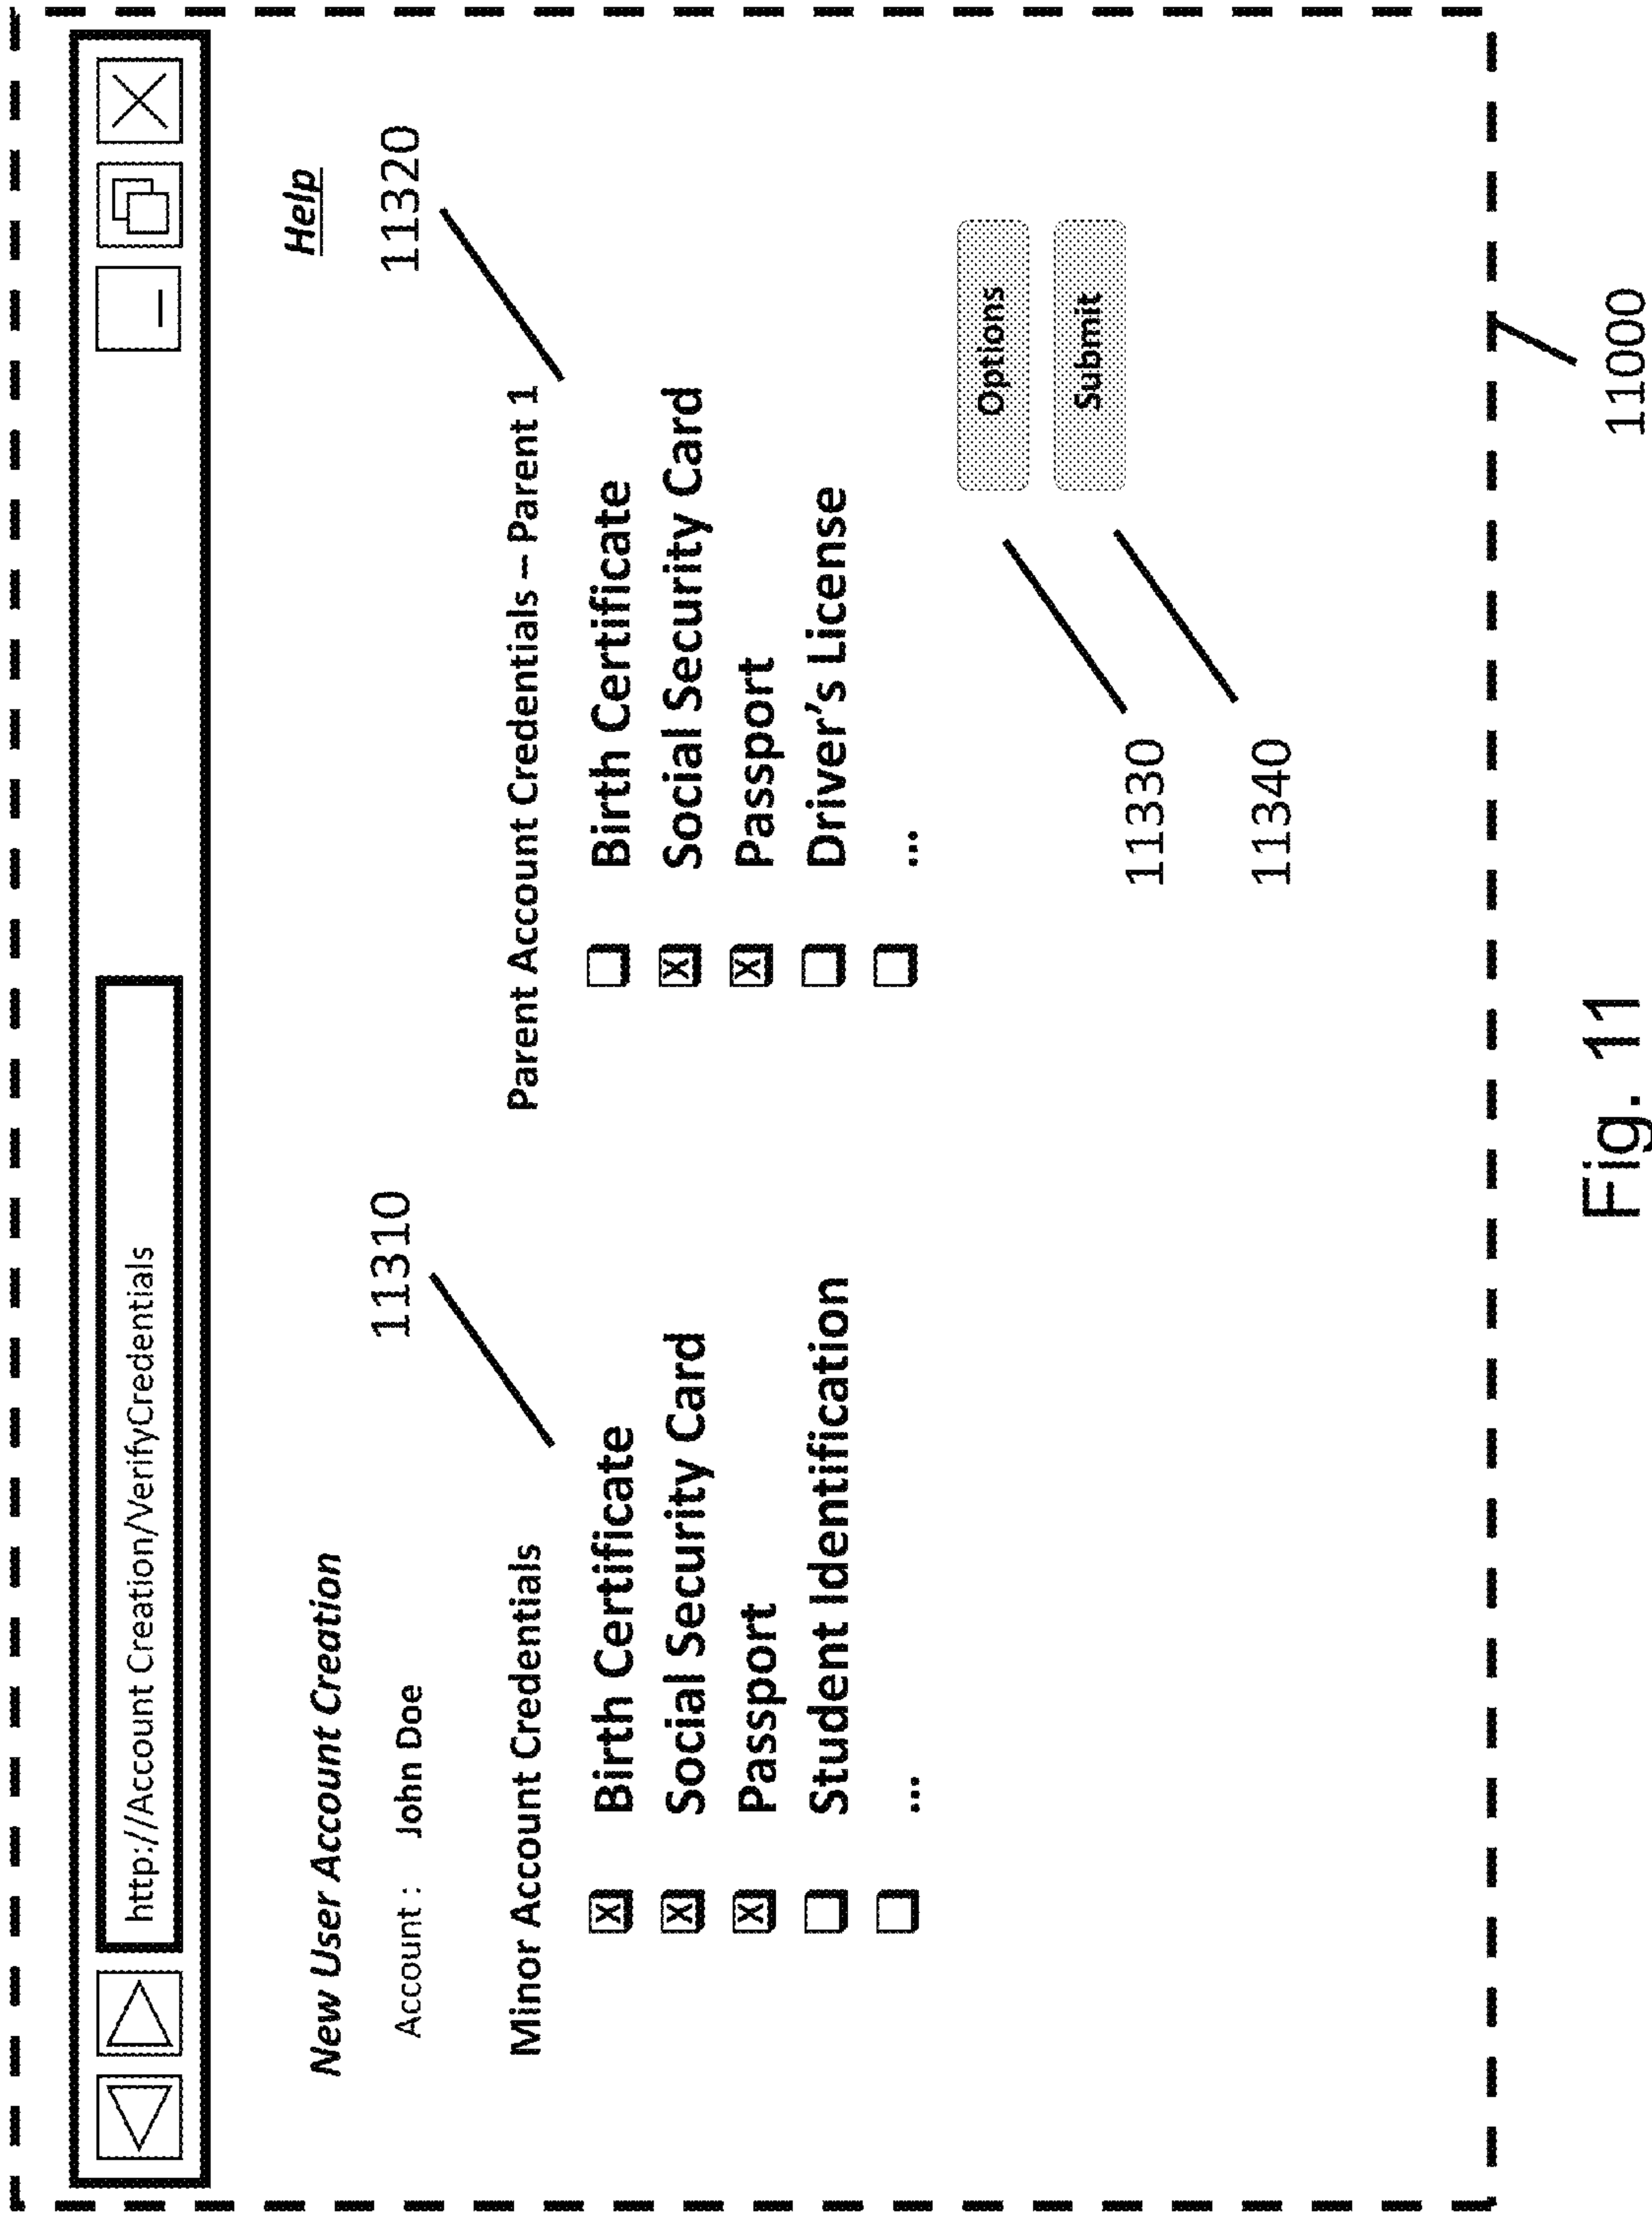 http://Account Creation/VerifyCredentials
New User Account Creation
Help
Account : John Doe
11310
11320
Minor Account Credentials
X Birth Certificate
X Social Security Card
X Passport
Student Identification
...
Parent Account Credentials – Parent 1
Birth Certificate
X Social Security Card
X Passport
Driver's License
...
Options
Submit
11330
11340
11000
Fig. 11